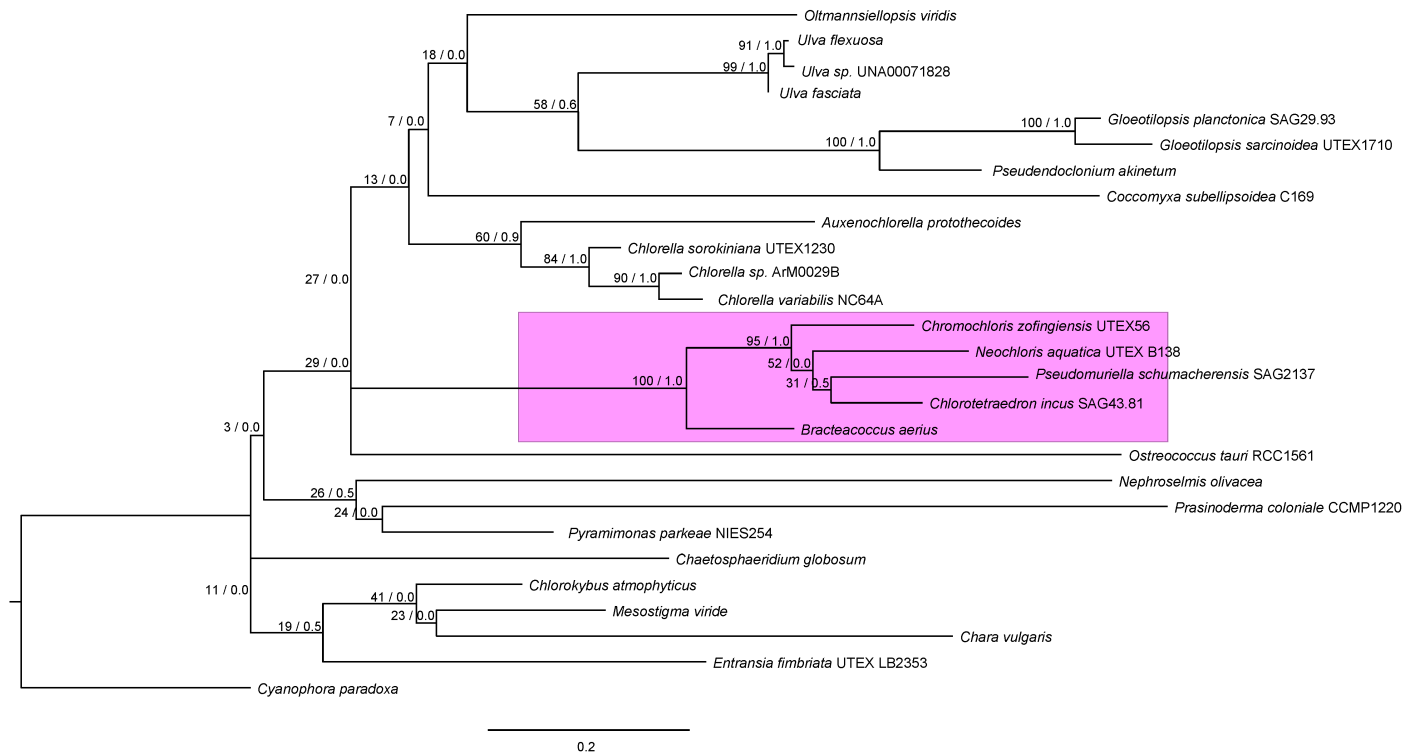 Oltmannsiellopsis viridis
91 / 1.0
Ulva flexuosa
18 / 0.0
99 / 1.0
Ulva sp. UNA00071828
Ulva fasciata
58 / 0.6
7 / 0.0
100 / 1.0
Gloeotilopsis planctonica SAG29.93
100 / 1.0
Gloeotilopsis sarcinoidea UTEX1710
Pseudendoclonium akinetum
13 / 0.0
Coccomyxa subellipsoidea C169
Auxenochlorella protothecoides
60 / 0.9
Chlorella sorokiniana UTEX1230
84 / 1.0
Chlorella sp. ArM0029B
27 / 0.0
90 / 1.0
Chlorella variabilis NC64A
Chromochloris zofingiensis UTEX56
95 / 1.0
Neochloris aquatica UTEX B138
29 / 0.0
52 / 0.0
Pseudomuriella schumacherensis SAG2137
100 / 1.0
31 / 0.5
Chlorotetraedron incus SAG43.81
3 / 0.0
Bracteacoccus aerius
Ostreococcus tauri RCC1561
Nephroselmis olivacea
26 / 0.5
Prasinoderma coloniale CCMP1220
24 / 0.0
Pyramimonas parkeae NIES254
Chaetosphaeridium globosum
11 / 0.0
Chlorokybus atmophyticus
41 / 0.0
Mesostigma viride
23 / 0.0
19 / 0.5
Chara vulgaris
Entransia fimbriata UTEX LB2353
Cyanophora paradoxa
0.2